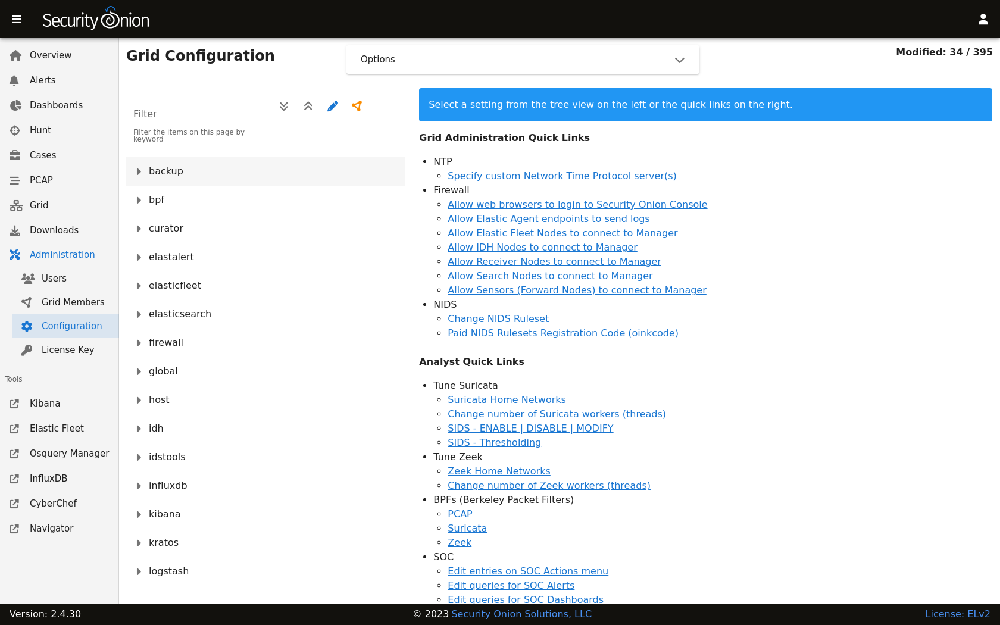 Security Onion
Overview
Alerts
Dashboards
Hunt
Cases
PCAP
Grid
Downloads
Administration
Users
Grid Members
Configuration
License Key
Tools
Kibana
Elastic Fleet
Osquery Manager
InfluxDB
CyberChef
Navigator
Grid Configuration
Options
Modified: 34 / 395
Filter
Filter the items on this page by
keyword
backup
bpf
curator
elastalert
elasticfleet
elasticsearch
firewall
global
host
idh
idstools
influxdb
kibana
kratos
logstash
Select a setting from the tree view on the left or the quick links on the right.
Grid Administration Quick Links
NTP
Specify custom Network Time Protocol server(s)
Firewall
Allow web browsers to login to Security Onion Console
Allow Elastic Agent endpoints to send logs
Allow Elastic Fleet Nodes to connect to Manager
Allow IDH Nodes to connect to Manager
Allow Receiver Nodes to connect to Manager
Allow Search Nodes to connect to Manager
Allow Sensors (Forward Nodes) to connect to Manager
NIDS
Change NIDS Ruleset
Paid NIDS Rulesets Registration Code (oinkcode)
Analyst Quick Links
Tune Suricata
Suricata Home Networks
Change number of Suricata workers (threads)
SIDS - ENABLE | DISABLE | MODIFY
SIDS - Thresholding
Tune Zeek
Zeek Home Networks
Change number of Zeek workers (threads)
BPFs (Berkeley Packet Filters)
PCAP
Suricata
Zeek
SOC
Edit entries on SOC Actions menu
Edit queries for SOC Alerts
Edit queries for SOC Dashboards
Version: 2.4.30
© 2023 Security Onion Solutions, LLC
License: ELv2